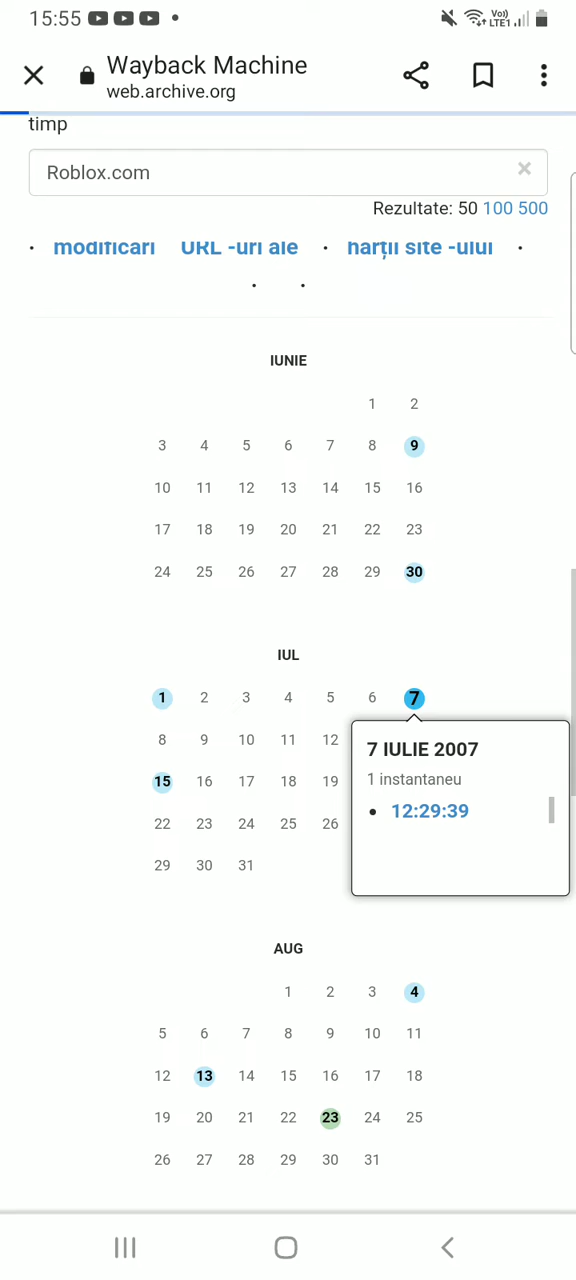 15:55 Vo)) LTE1
Wayback Machine
web.archive.org
timp
Roblox.com ×
Rezultate: 50 100 500
· modificări URL -uri ale · hărții site -ului ·
· ·
IUNIE
1 2
3 4 5 6 7 8 9
10 11 12 13 14 15 16
17 18 19 20 21 22 23
24 25 26 27 28 29 30
IUL
1 2 3 4 5 6 7
8 9 10 11 12
15 16 17 18 19
22 23 24 25 26
29 30 31
7 IULIE 2007
1 instantaneu
• 12:29:39
AUG
1 2 3 4
5 6 7 8 9 10 11
12 13 14 15 16 17 18
19 20 21 22 23 24 25
26 27 28 29 30 31